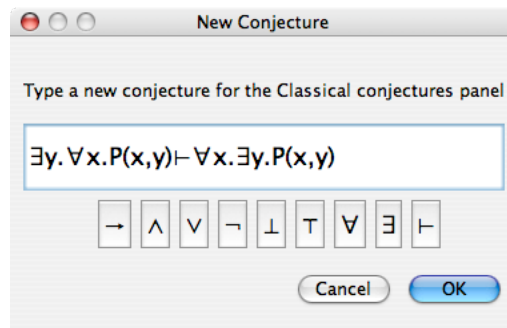 New Conjecture
Type a new conjecture for the Classical conjectures panel
∃y.∀x.P(x,y)⊢∀x.∃y.P(x,y)
→ ∧ ∨ ¬ ⊥ ⊤ ∀ ∃ ⊢
Cancel OK